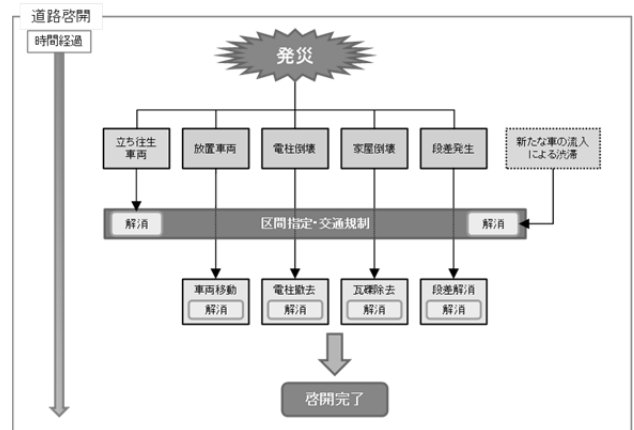 道路啓開
時間経過
発災
立ち往生
車両
放置車両
電柱倒壊
家屋倒壊
段差発生
新たな車の流入
による渋滞
解消
区間指定・交通規制
解消
車両移動
解消
電柱撤去
解消
瓦礫除去
解消
段差解消
解消
啓開完了